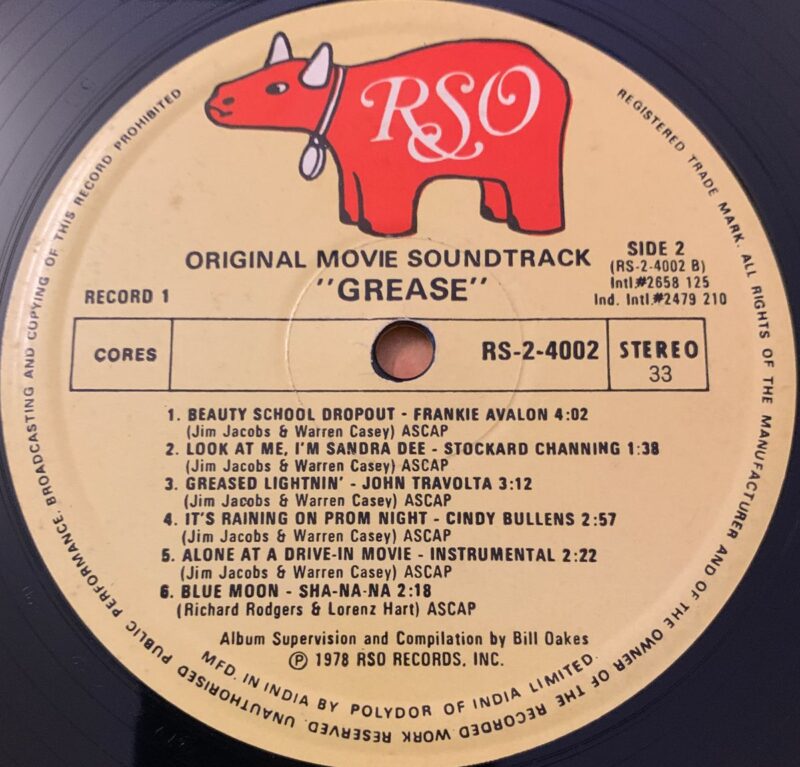 RSO
ORIGINAL MOVIE SOUNDTRACK
"GREASE"
SIDE 2
(RS-2-4002 B)
Intl#2658 125
Ind. Intl.#2479 210
RECORD 1
CORES
RS-2-4002
STEREO
33
1. BEAUTY SCHOOL DROPOUT - FRANKIE AVALON 4:02
(Jim Jacobs & Warren Casey) ASCAP
2. LOOK AT ME, I'M SANDRA DEE - STOCKARD CHANNING 1:38
(Jim Jacobs & Warren Casey) ASCAP
3. GREASED LIGHTNIN' - JOHN TRAVOLTA 3:12
(Jim Jacobs & Warren Casey) ASCAP
4. IT'S RAINING ON PROM NIGHT - CINDY BULLENS 2:57
(Jim Jacobs & Warren Casey) ASCAP
5. ALONE AT A DRIVE-IN MOVIE - INSTRUMENTAL 2:22
(Jim Jacobs & Warren Casey) ASCAP
6. BLUE MOON - SHA-NA-NA 2:18
(Richard Rodgers & Lorenz Hart) ASCAP
Album Supervision and Compilation by Bill Oakes
℗ 1978 RSO RECORDS, INC.
MFD. IN INDIA BY POLYDOR OF INDIA LIMITED.
REGISTERED TRADE MARK. ALL RIGHTS OF THE MANUFACTURER AND OF THE OWNER OF THE RECORDED WORK RESERVED. UNAUTHORISED PUBLIC PERFORMANCE, BROADCASTING AND COPYING OF THIS RECORD PROHIBITED